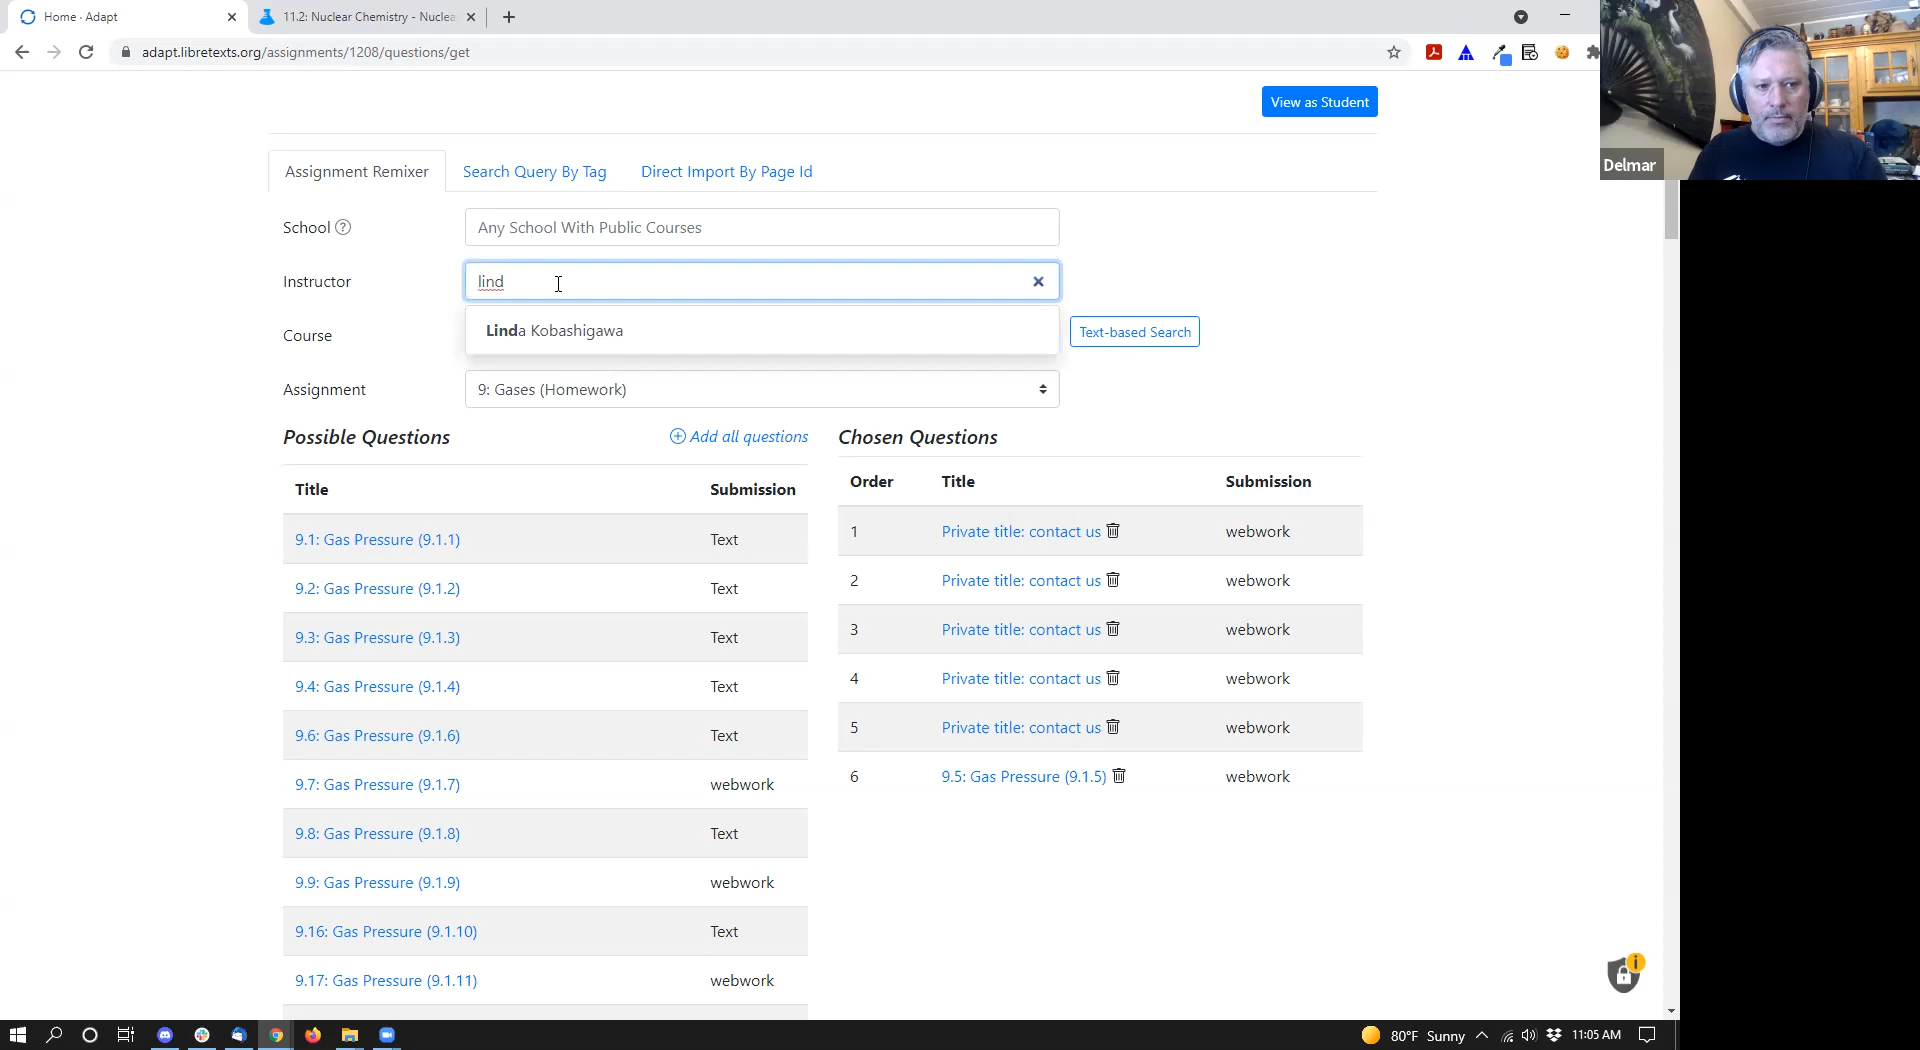 Home · Adapt
11.2: Nuclear Chemistry - Nuclea
adapt.libretexts.org/assignments/1208/questions/get
Delmar
View as Student
Assignment Remixer
Search Query By Tag
Direct Import By Page Id
School ?
Any School With Public Courses
Instructor
lind
Linda Kobashigawa
Course
Text-based Search
Assignment
9: Gases (Homework)
Possible Questions
Add all questions
Title Submission
9.1: Gas Pressure (9.1.1) Text
9.2: Gas Pressure (9.1.2) Text
9.3: Gas Pressure (9.1.3) Text
9.4: Gas Pressure (9.1.4) Text
9.6: Gas Pressure (9.1.6) Text
9.7: Gas Pressure (9.1.7) webwork
9.8: Gas Pressure (9.1.8) Text
9.9: Gas Pressure (9.1.9) webwork
9.16: Gas Pressure (9.1.10) Text
9.17: Gas Pressure (9.1.11) webwork
Chosen Questions
Order Title Submission
1 Private title: contact us webwork
2 Private title: contact us webwork
3 Private title: contact us webwork
4 Private title: contact us webwork
5 Private title: contact us webwork
6 9.5: Gas Pressure (9.1.5) webwork
80°F Sunny
11:05 AM